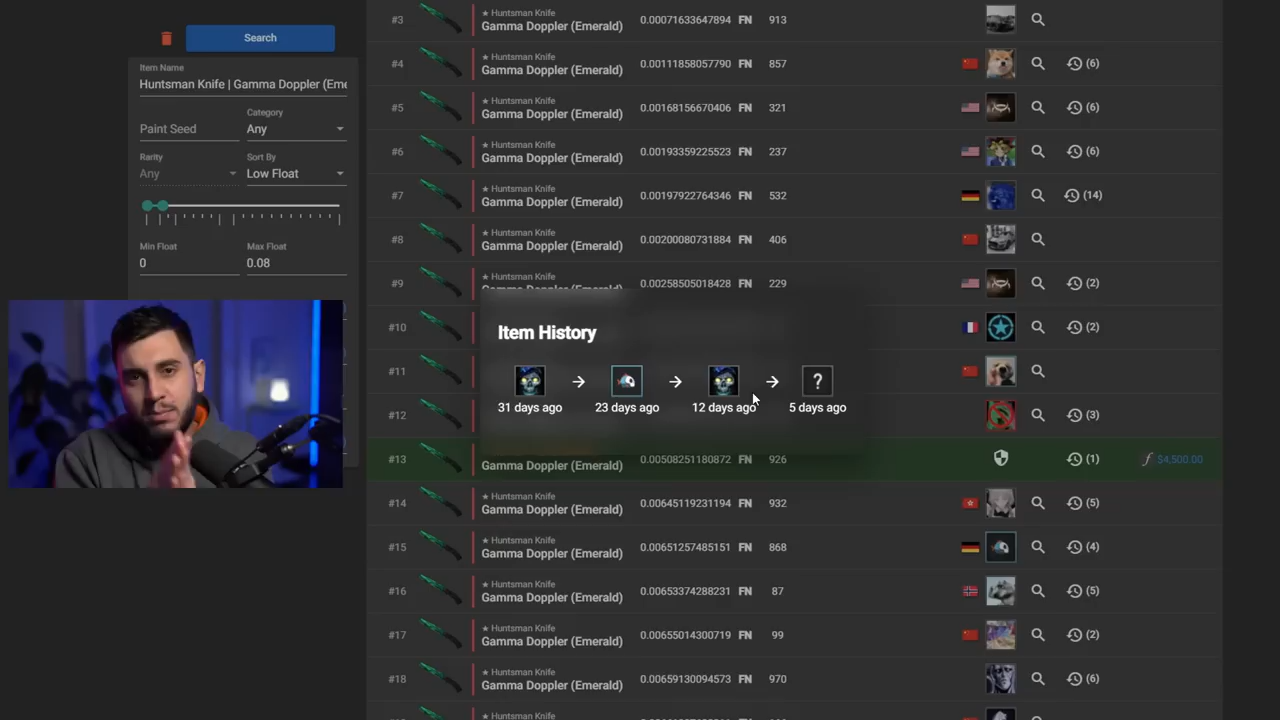 Search
Item Name
Huntsman Knife | Gamma Doppler (Eme
Paint Seed
Category
Any
Rarity
Any
Sort By
Low Float
Min Float
0
Max Float
0.08
#3 ★ Huntsman Knife
Gamma Doppler (Emerald) 0.00071633647894 FN 913
#4 ★ Huntsman Knife
Gamma Doppler (Emerald) 0.00111858057790 FN 857 (6)
#5 ★ Huntsman Knife
Gamma Doppler (Emerald) 0.00168156670406 FN 321 (6)
#6 ★ Huntsman Knife
Gamma Doppler (Emerald) 0.00193359225523 FN 237 (6)
#7 ★ Huntsman Knife
Gamma Doppler (Emerald) 0.00197922764346 FN 532 (14)
#8 ★ Huntsman Knife
Gamma Doppler (Emerald) 0.00200080731884 FN 406
#9 ★ Huntsman Knife
Gamma Doppler (Emerald) 0.00258505018428 FN 229 (2)
#10 (2)
Item History
#11
31 days ago
23 days ago
12 days ago
?
5 days ago
#12 (3)
#13 Gamma Doppler (Emerald) 0.00508251180872 FN 926 (1) f $4,500.00
#14 ★ Huntsman Knife
Gamma Doppler (Emerald) 0.00645119231194 FN 932 (5)
#15 ★ Huntsman Knife
Gamma Doppler (Emerald) 0.00651257485151 FN 868 (4)
#16 ★ Huntsman Knife
Gamma Doppler (Emerald) 0.00653374288231 FN 87 (5)
#17 ★ Huntsman Knife
Gamma Doppler (Emerald) 0.00655014300719 FN 99 (2)
#18 ★ Huntsman Knife
Gamma Doppler (Emerald) 0.00659130094573 FN 970 (6)
★ Huntsman Knife